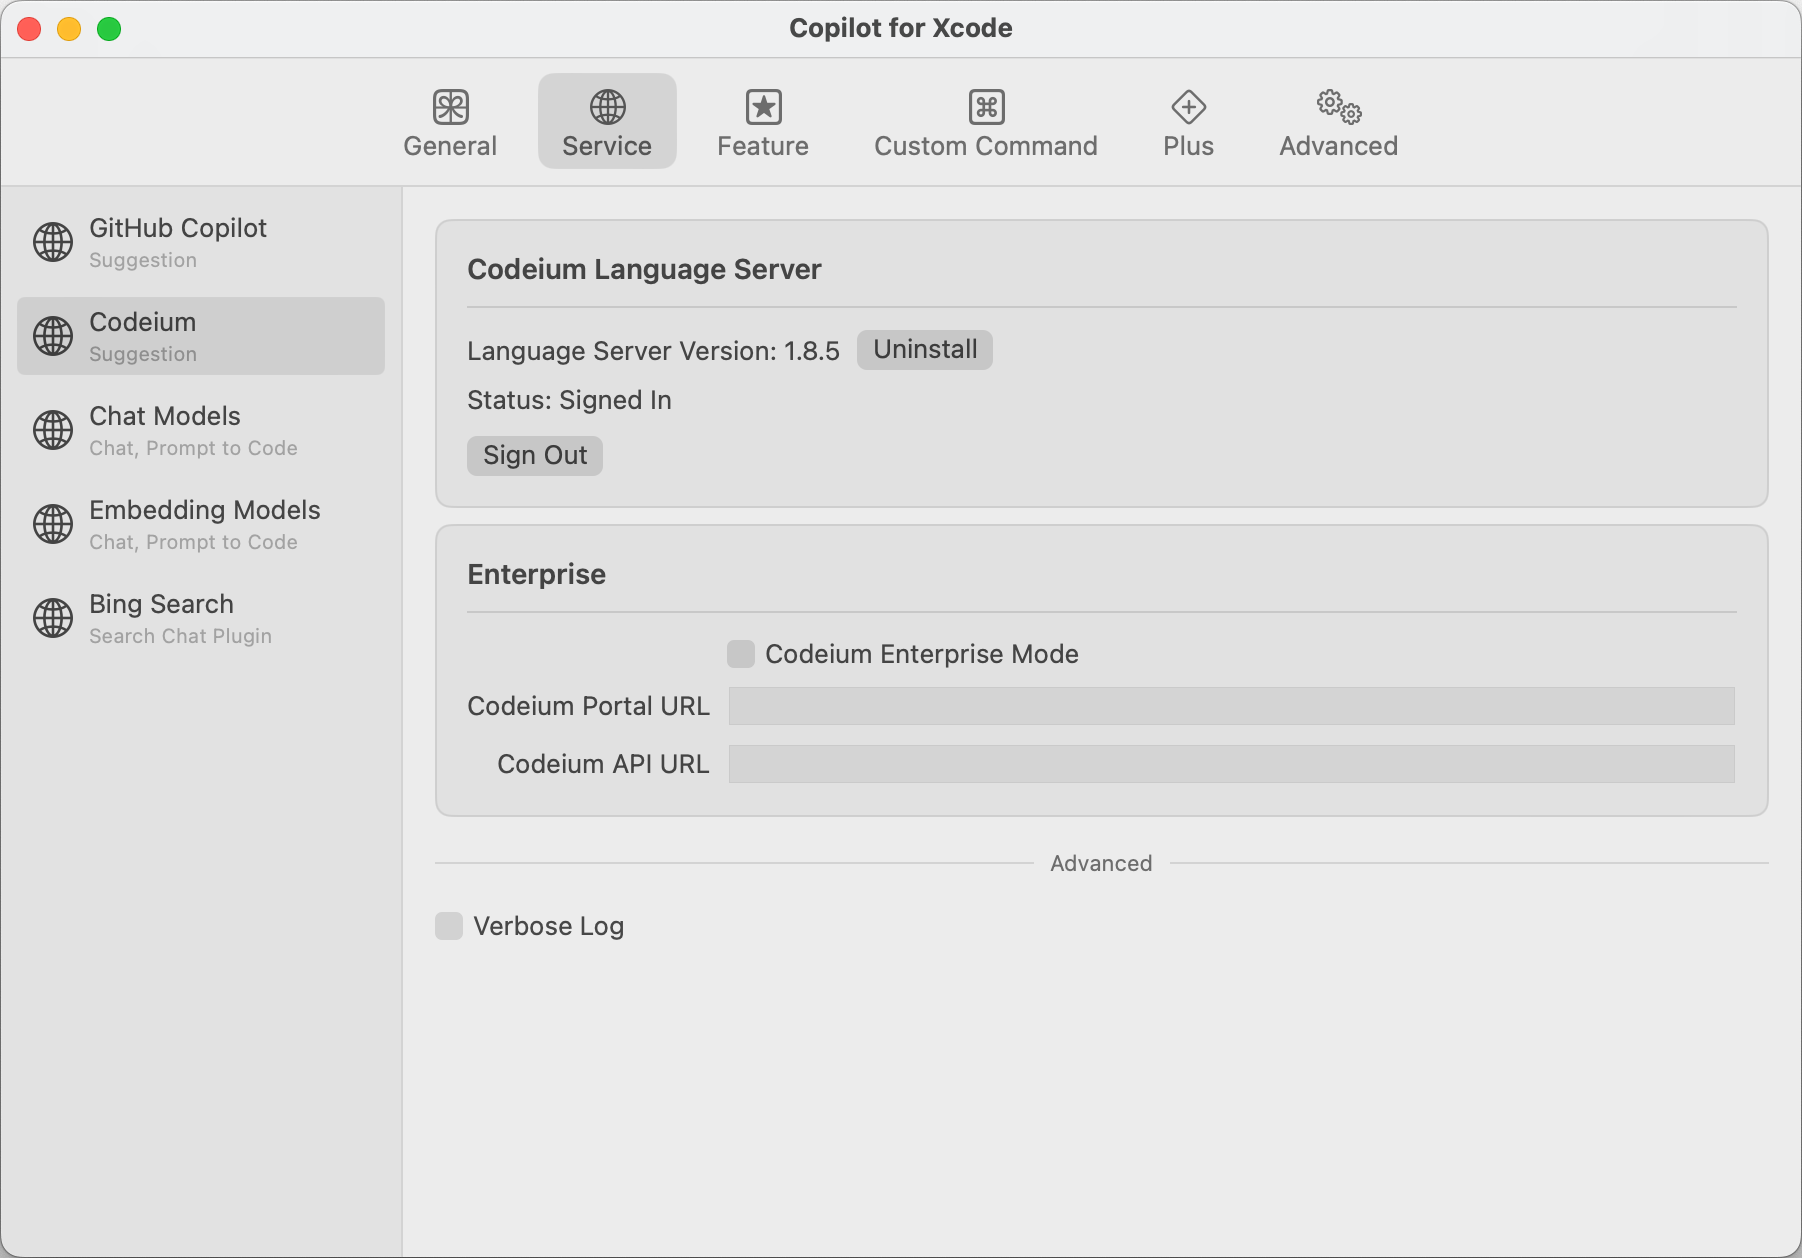 Copilot for Xcode
General
Service
Feature
Custom Command
Plus
Advanced
GitHub Copilot
Suggestion
Codeium
Suggestion
Chat Models
Chat, Prompt to Code
Embedding Models
Chat, Prompt to Code
Bing Search
Search Chat Plugin
Codeium Language Server
Language Server Version: 1.8.5 Uninstall
Status: Signed In
Sign Out
Enterprise
Codeium Enterprise Mode
Codeium Portal URL
Codeium API URL
Advanced
Verbose Log